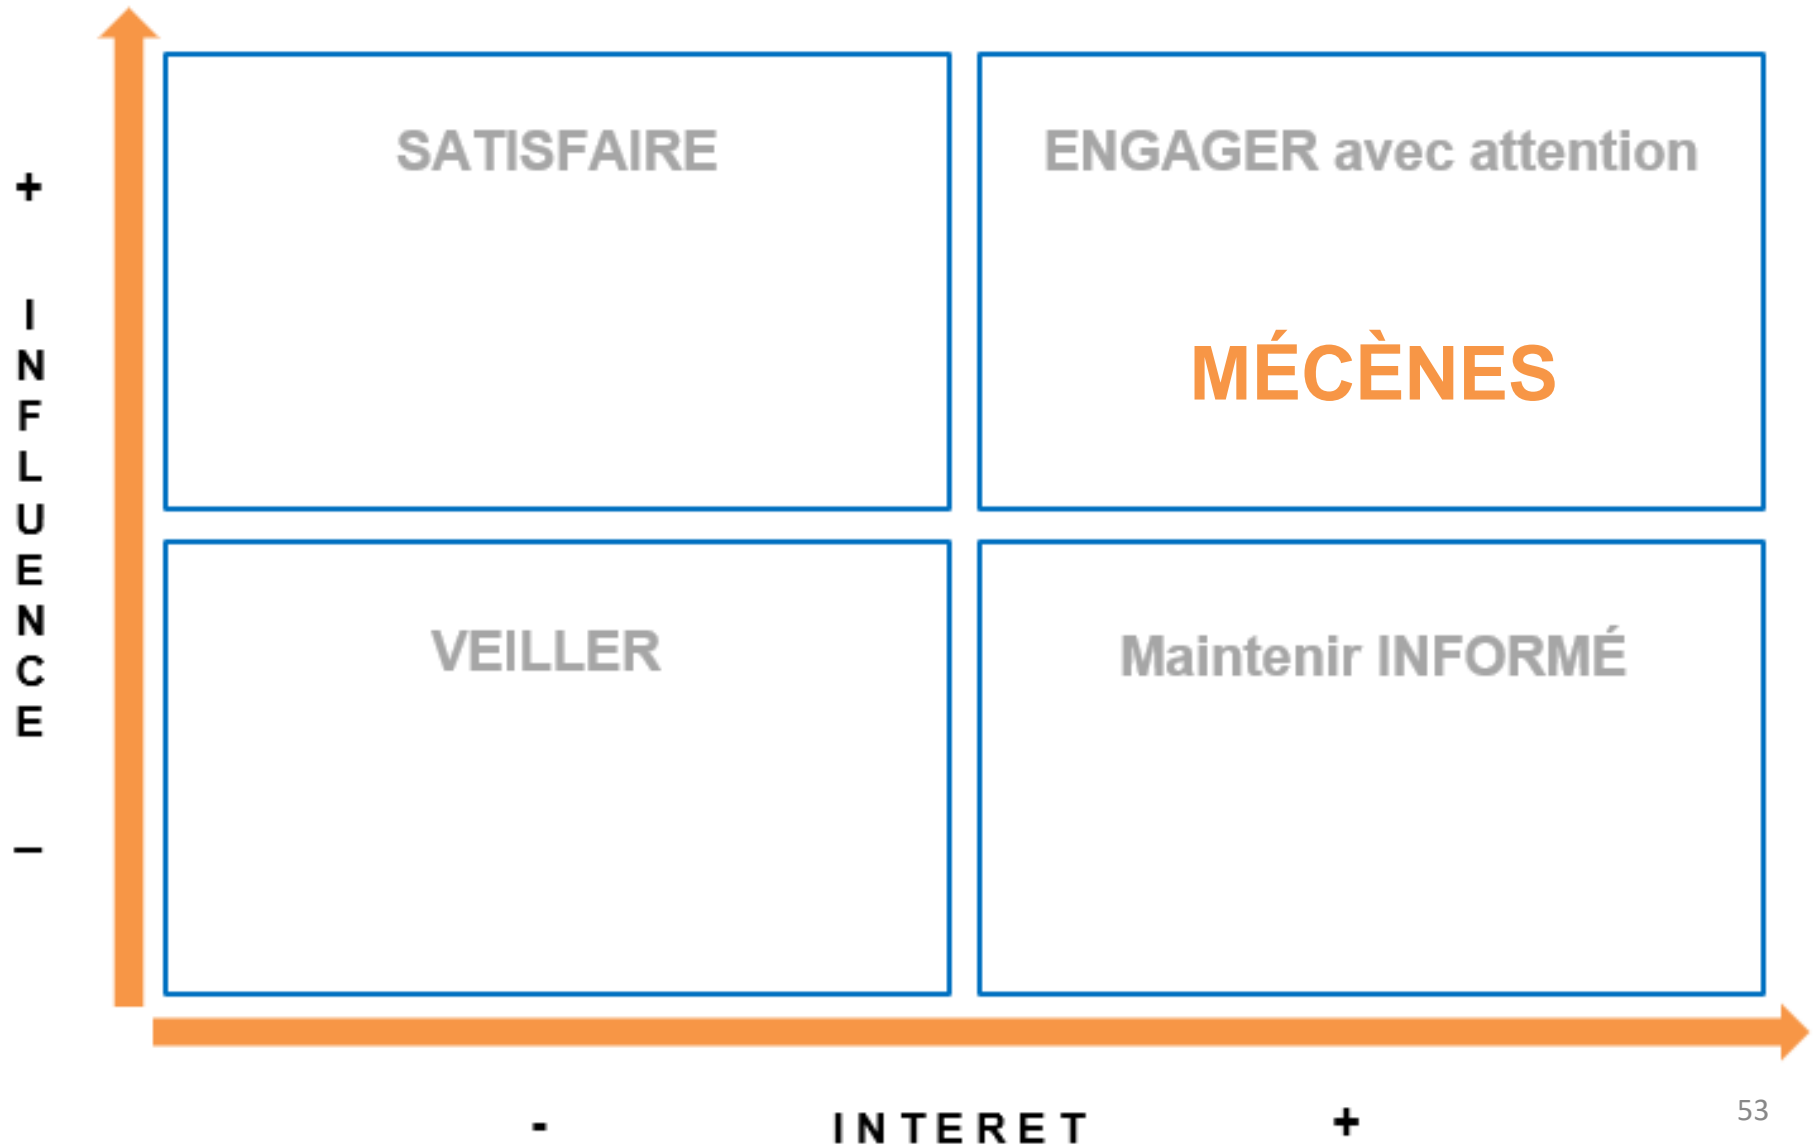 SATISFAIRE
ENGAGER avec attention
MÉCÈNES
VEILLER
Maintenir INFORMÉ
+
I
N
F
L
U
E
N
C
E
–
- INTERET +
53